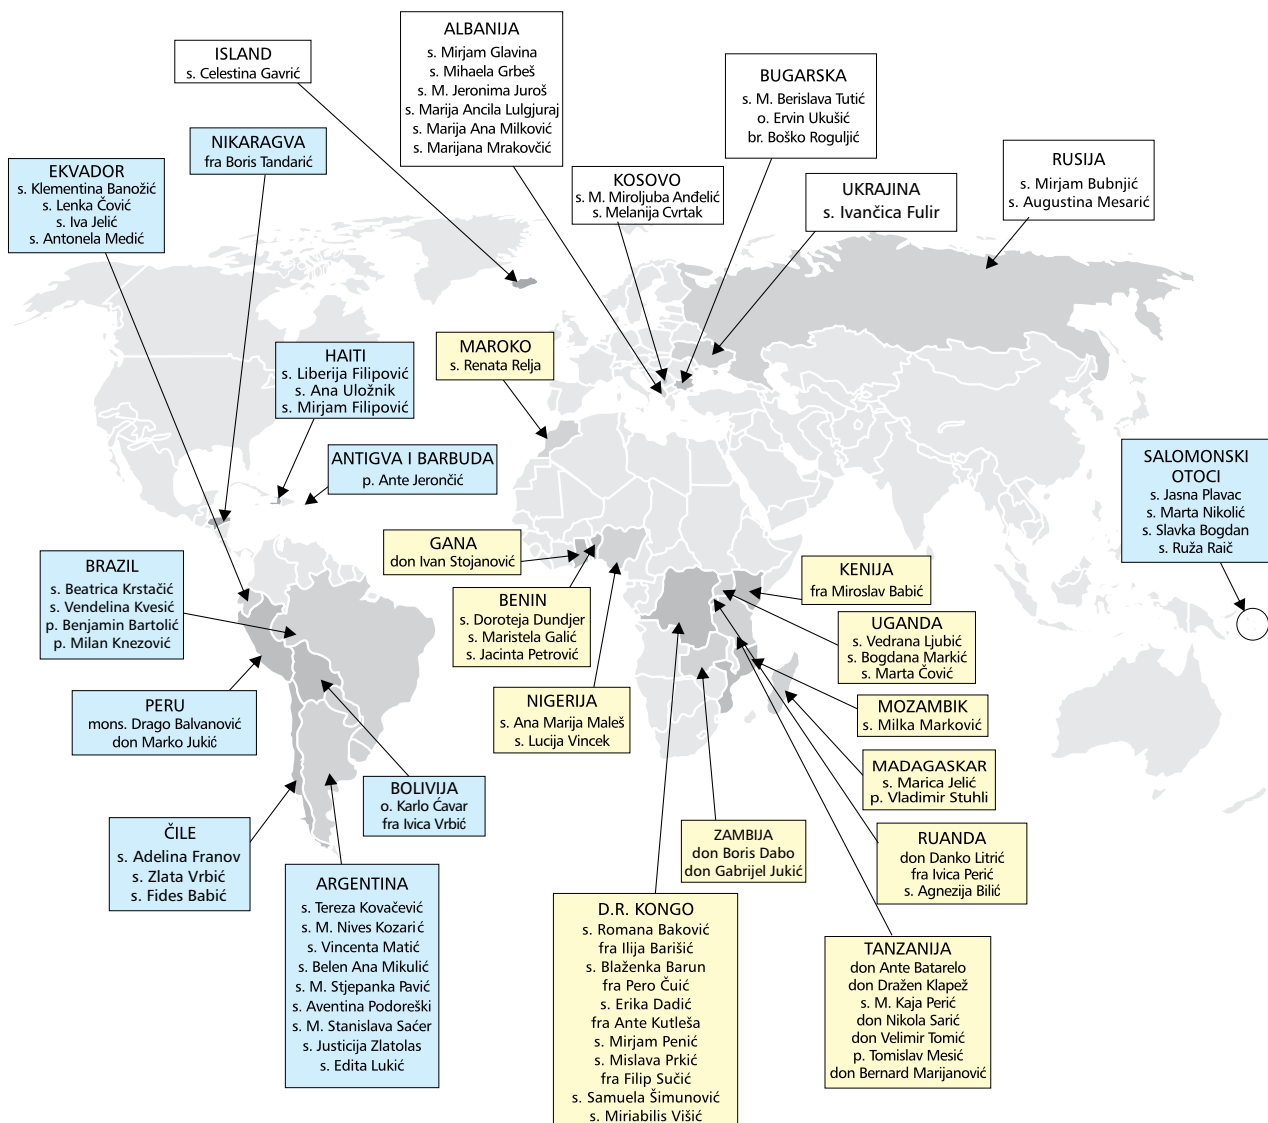 ISLAND
s. Celestina Gavrić
ALBANIJA
s. Mirjam Glavina
s. Mihaela Grbeš
s. M. Jeronima Juroš
s. Marija Ancila Lulgjuraj
s. Marija Ana Milković
s. Marijana Mrakovčić
BUGARSKA
s. M. Berislava Tutić
o. Ervin Ukušić
br. Boško Roguljić
NIKARAGVA
fra Boris Tandarić
EKVADOR
s. Klementina Banožić
s. Lenka Čović
s. Iva Jelić
s. Antonela Medić
KOSOVO
s. M. Miroljuba Anđelić
s. Melanija Cvrtak
UKRAJINA
s. Ivančica Fulir
RUSIJA
s. Mirjam Bubnjić
s. Augustina Mesarić
HAITI
s. Liberija Filipović
s. Ana Uložnik
s. Mirjam Filipović
MAROKO
s. Renata Relja
ANTIGVA I BARBUDA
p. Ante Jerončić
SALOMONSKI
OTOCI
s. Jasna Plavac
s. Marta Nikolić
s. Slavka Bogdan
s. Ruža Raič
GANA
don Ivan Stojanović
BRAZIL
s. Beatrica Krstačić
s. Vendelina Kvesić
p. Benjamin Bartolić
p. Milan Knezović
BENIN
s. Doroteja Dundjer
s. Maristela Galić
s. Jacinta Petrović
KENIJA
fra Miroslav Babić
UGANDA
s. Vedrana Ljubić
s. Bogdana Markić
s. Marta Čović
NIGERIJA
s. Ana Marija Maleš
s. Lucija Vincek
PERU
mons. Drago Balvanović
don Marko Jukić
MOZAMBIK
s. Milka Marković
MADAGASKAR
s. Marica Jelić
p. Vladimir Stuhli
BOLIVIJA
o. Karlo Ćavar
fra Ivica Vrbić
ČILE
s. Adelina Franov
s. Zlata Vrbić
s. Fides Babić
ZAMBIJA
don Boris Dabo
don Gabrijel Jukić
RUANDA
don Danko Litrić
fra Ivica Perić
s. Agnezija Bilić
ARGENTINA
s. Tereza Kovačević
s. M. Nives Kozarić
s. Vincenta Matić
s. Belen Ana Mikulić
s. M. Stjepanka Pavić
s. Aventina Podoreški
s. M. Stanislava Saćer
s. Justicija Zlatolas
s. Edita Lukić
D.R. KONGO
s. Romana Baković
fra Ilija Barišić
s. Blaženka Barun
fra Pero Čuić
s. Erika Dadić
fra Ante Kutleša
s. Mirjam Penić
s. Mislava Prkić
fra Filip Sučić
s. Samuela Šimunović
s. Miriabilis Višić
TANZANIJA
don Ante Batarelo
don Dražen Klapež
s. M. Kaja Perić
don Nikola Sarić
don Velimir Tomić
p. Tomislav Mesić
don Bernard Marijanović